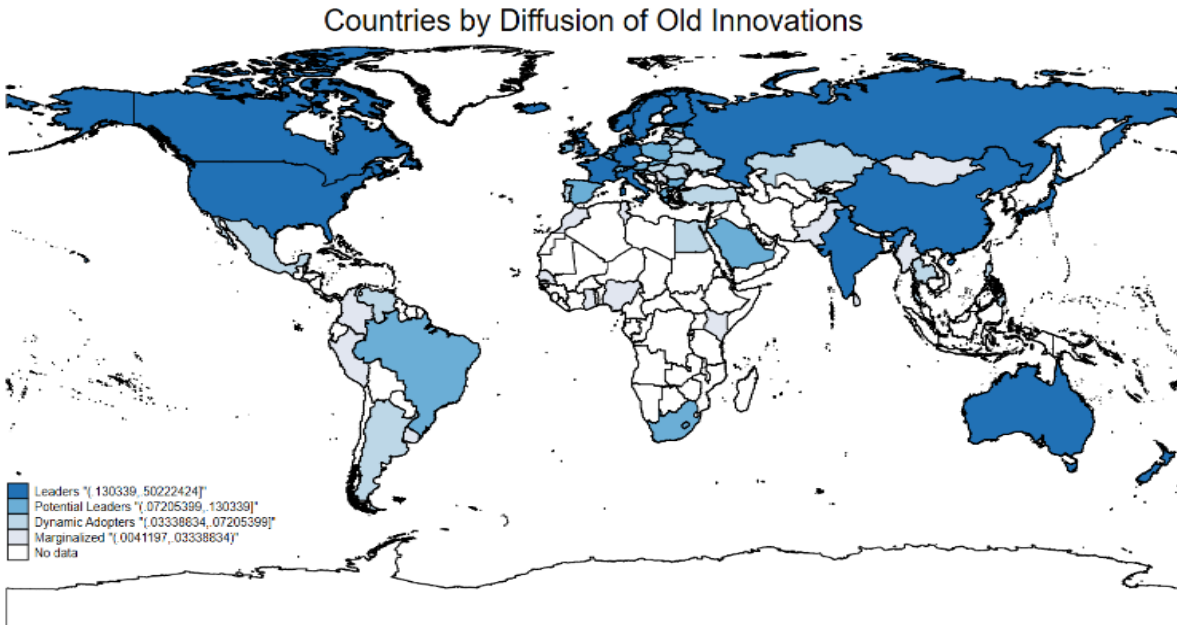 Countries by Diffusion of Old Innovations
Leaders "(.130339,.50222424]"
Potential Leaders "(.07205399,.130339]"
Dynamic Adopters "(.03338834,.07205399]"
Marginalized "(.0041197,.03338834)"
No data